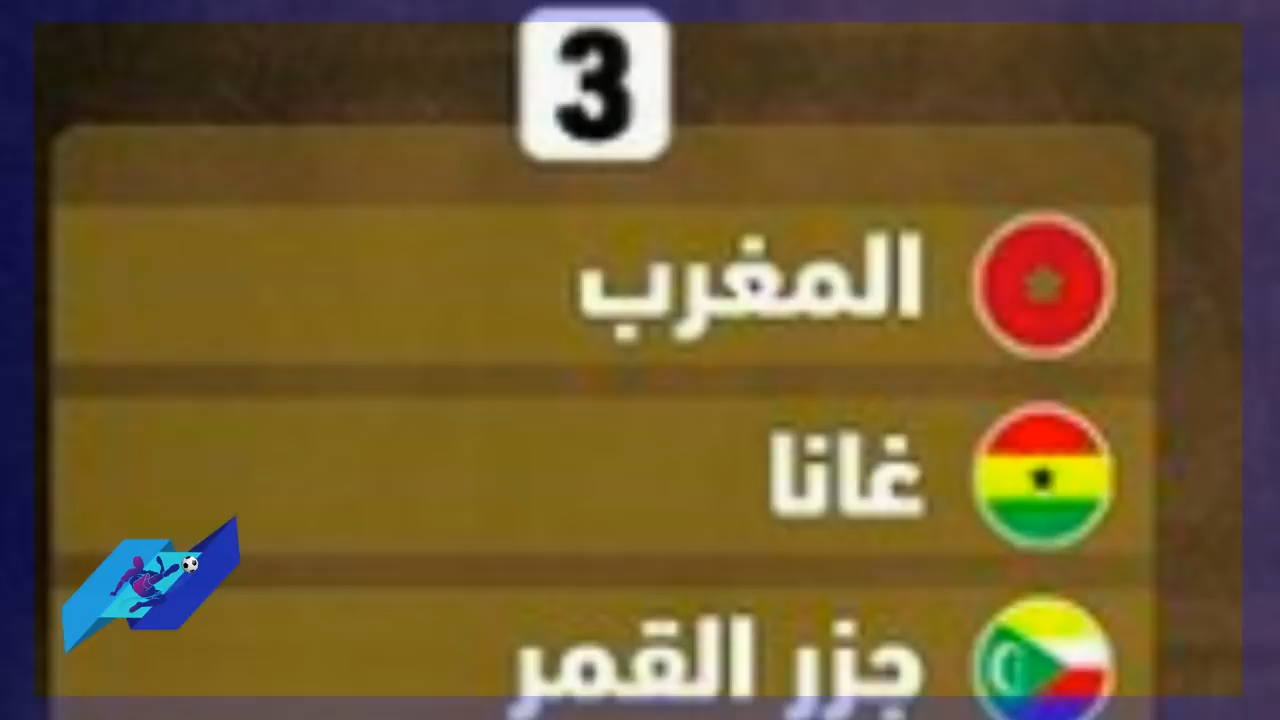 3
المغرب
غانا
جزر القمر